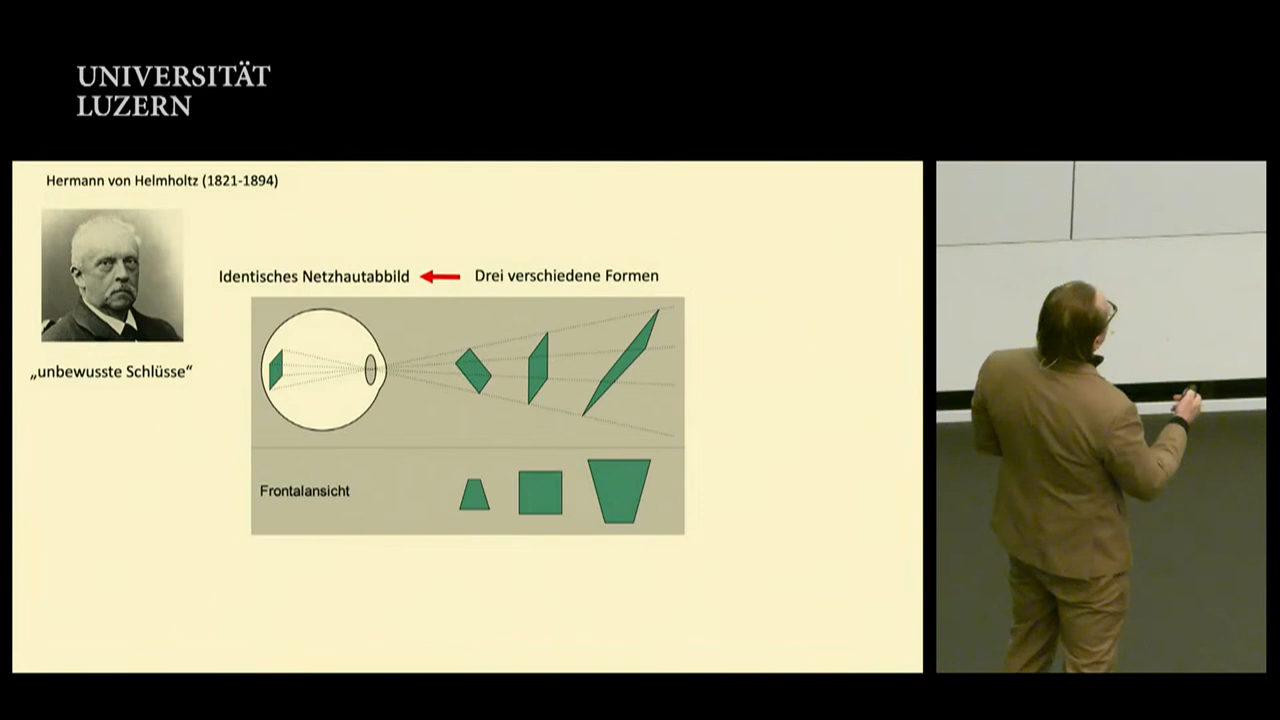 UNIVERSITÄT
LUZERN
Hermann von Helmholtz (1821-1894)
Identisches Netzhautabbild
Drei verschiedene Formen
„unbewusste Schlüsse“
Frontalansicht